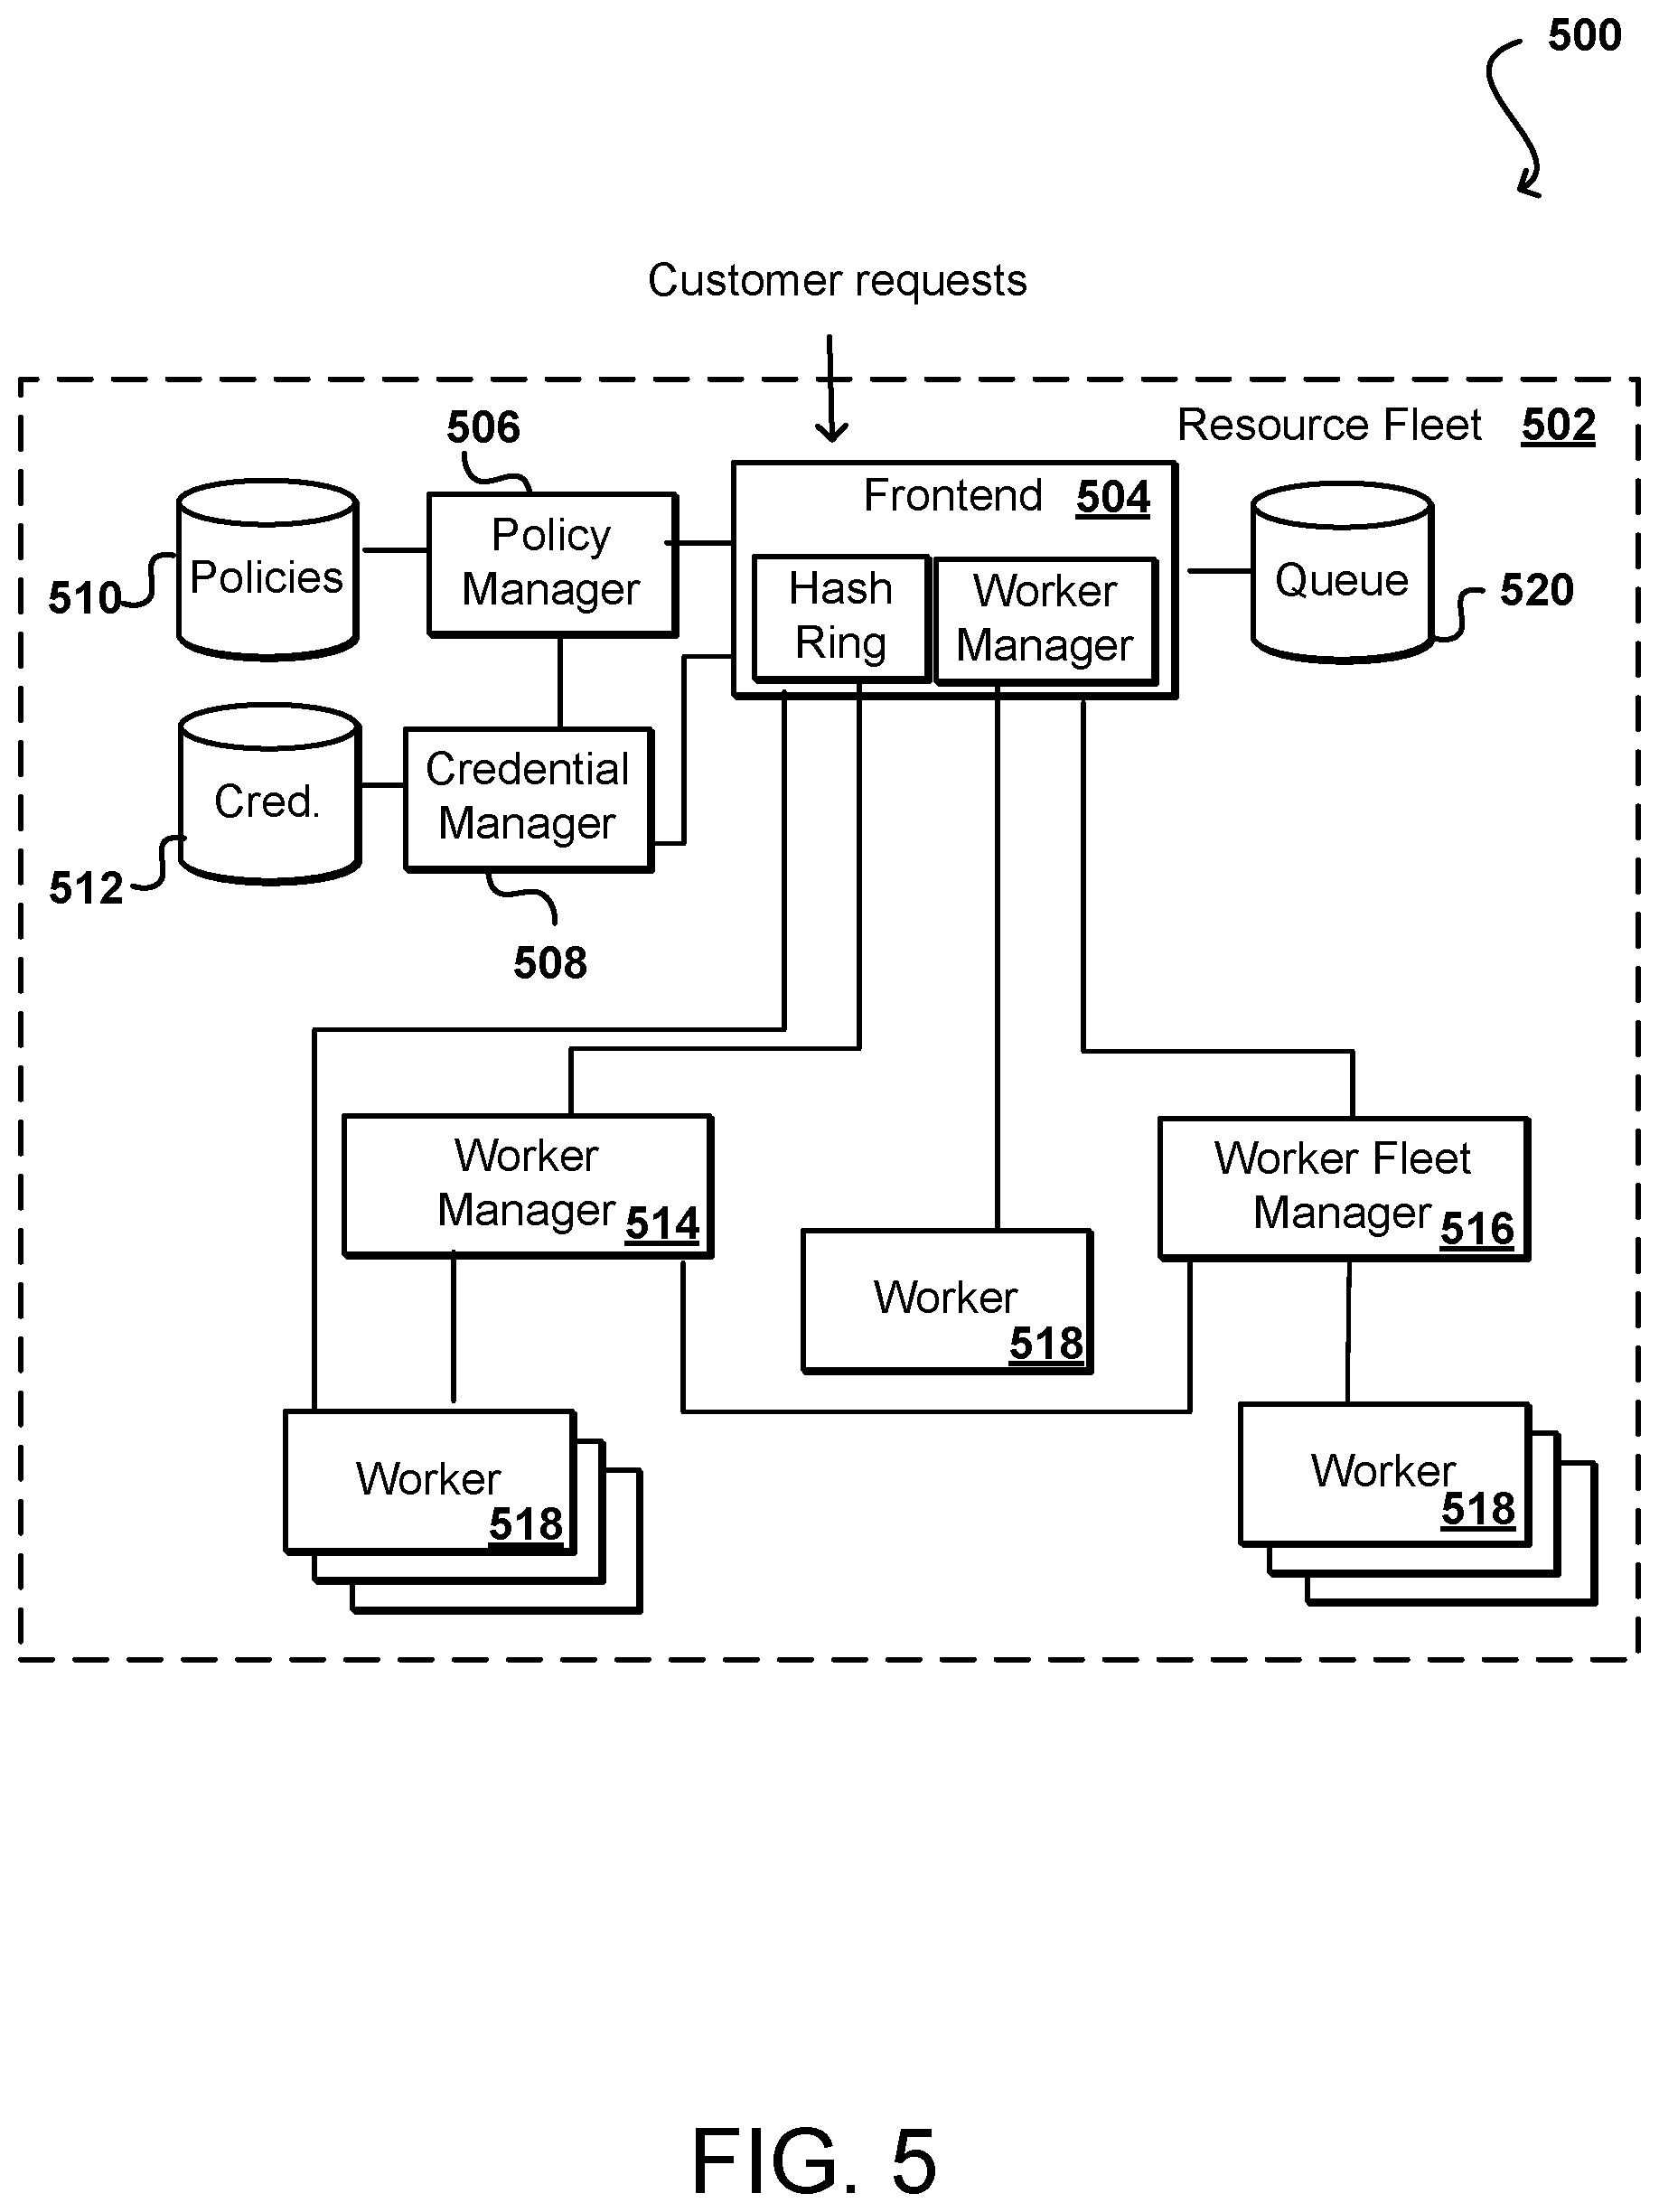 500
Customer requests
Resource Fleet 502
506
Frontend 504
Policy
Manager
Policies
510
Hash
Ring
Worker
Manager
Queue
520
Credential
Manager
Cred.
512
508
Worker
Manager 514
Worker Fleet
Manager 516
Worker
518
Worker
518
Worker
518
FIG. 5